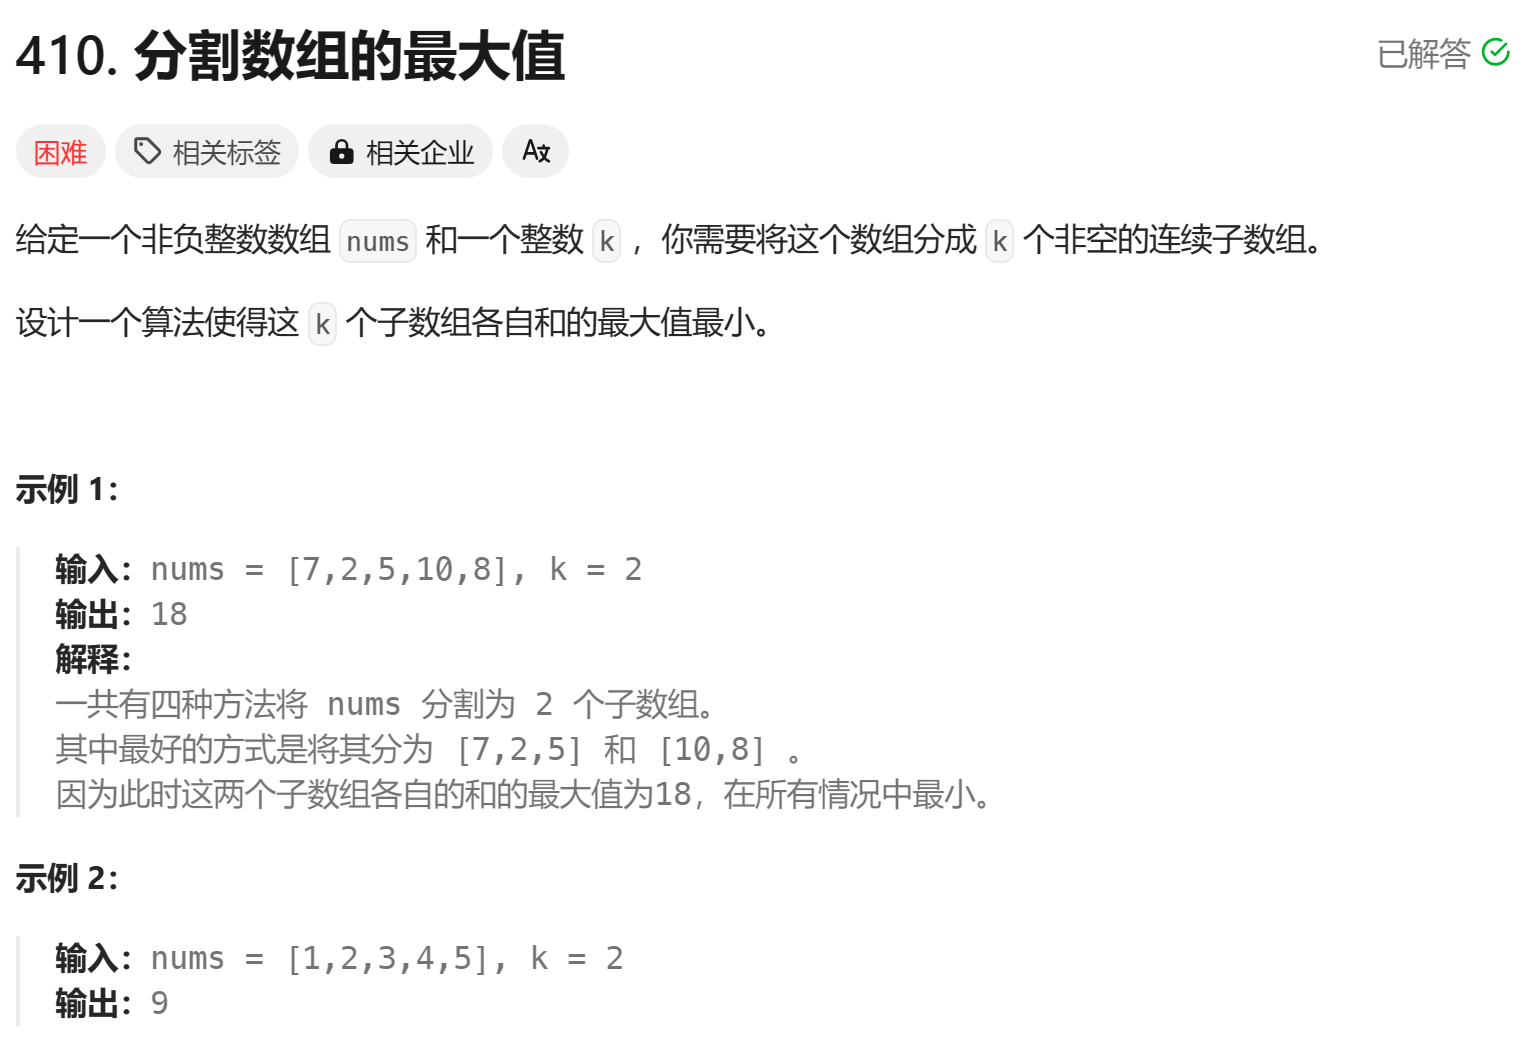 410. 分割数组的最大值
已解答
困难 相关标签 相关企业
给定一个非负整数数组 nums 和一个整数 k ，你需要将这个数组分成 k 个非空的连续子数组。
设计一个算法使得这 k 个子数组各自和的最大值最小。
示例 1：
输入：nums = [7,2,5,10,8], k = 2
输出：18
解释：
一共有四种方法将 nums 分割为 2 个子数组。
其中最好的方式是将其分为 [7,2,5] 和 [10,8] 。
因为此时这两个子数组各自的和的最大值为18，在所有情况中最小。
示例 2：
输入：nums = [1,2,3,4,5], k = 2
输出：9